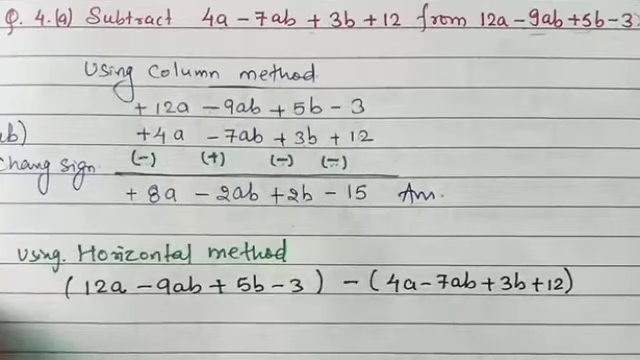 Q. 4.(a) Subtract 4a - 7ab + 3b + 12 from 12a - 9ab + 5b - 3
Using Column method
+ 12a - 9ab + 5b - 3
+ 4a - 7ab + 3b + 12
(-) (+) (-) (-)
Chang sign
+ 8a - 2ab + 2b - 15 Ans.
Using. Horizontal method
(12a - 9ab + 5b - 3) - (4a - 7ab + 3b + 12)